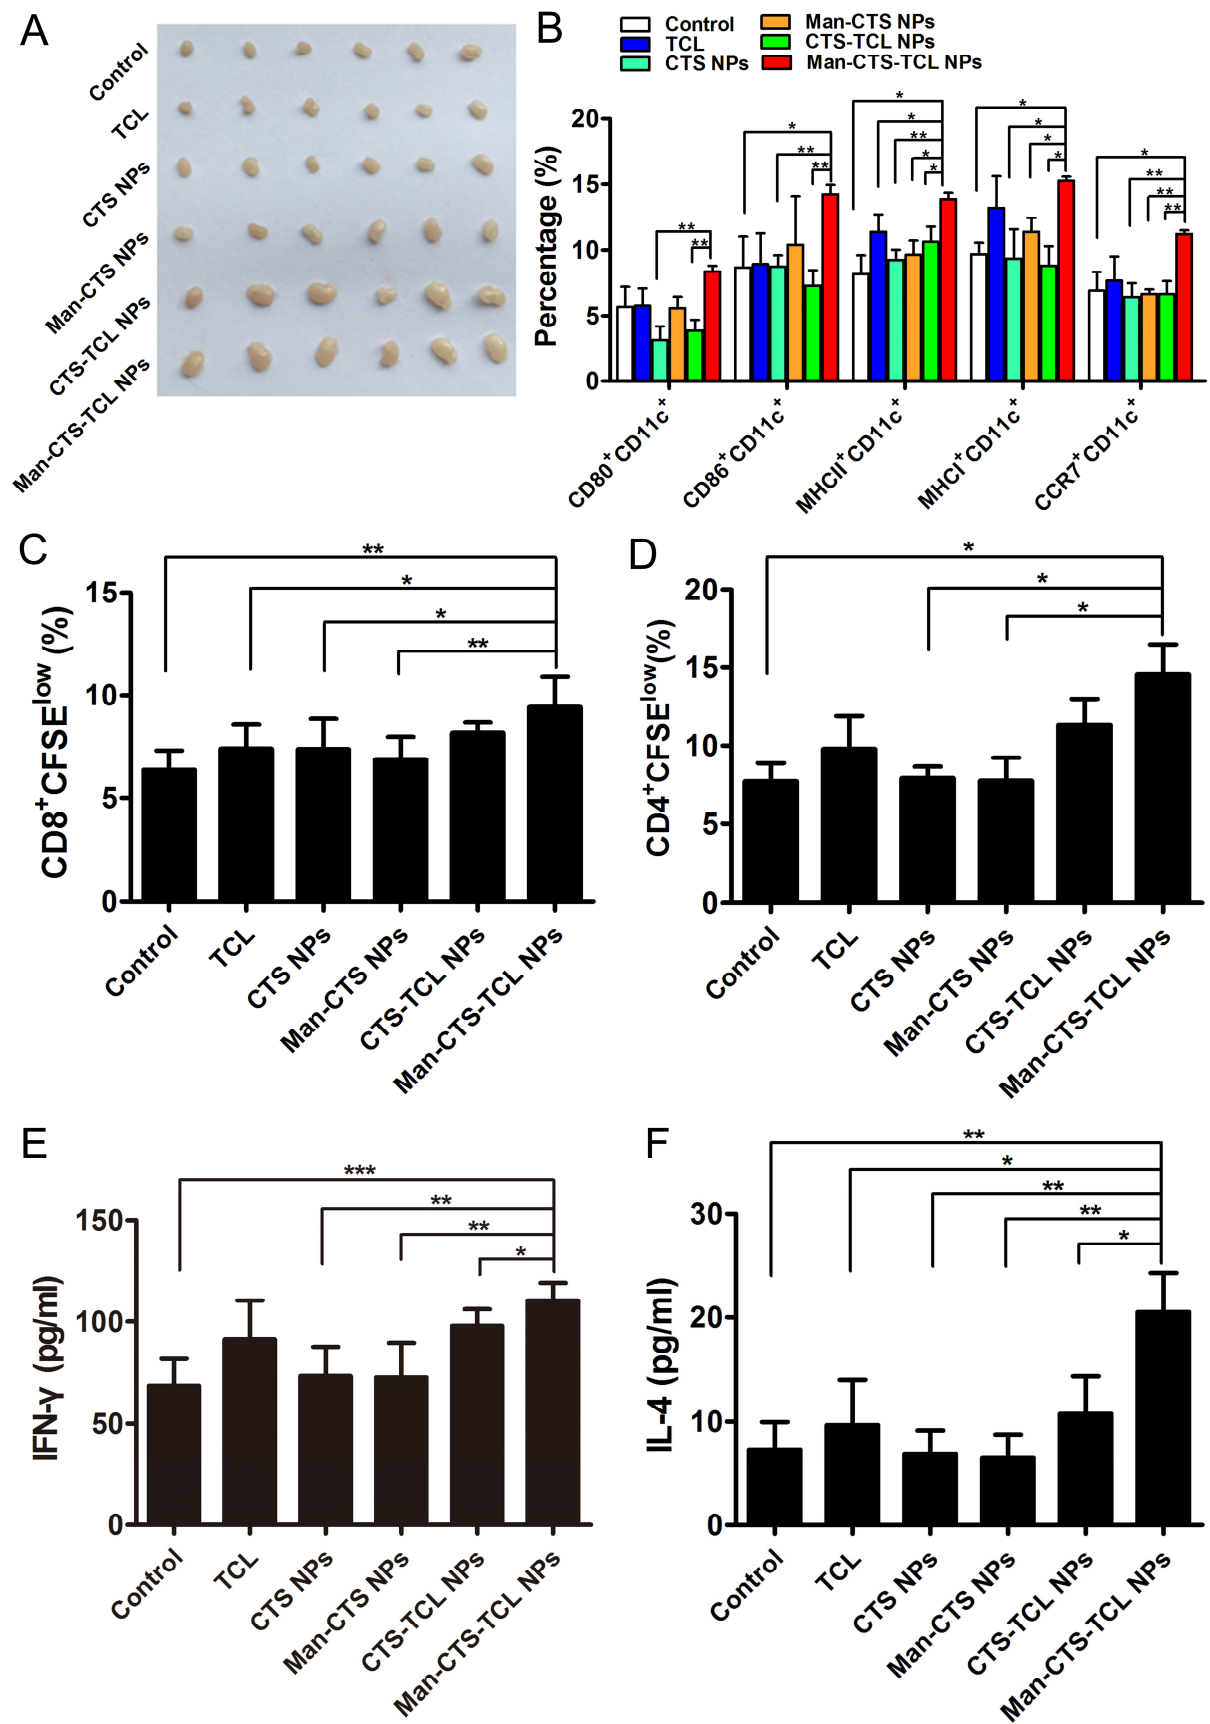 A
Control
TCL
CTS NPs
Man-CTS NPs
CTS-TCL NPs
Man-CTS-TCL NPs
B
Control
TCL
CTS NPs
Man-CTS NPs
CTS-TCL NPs
Man-CTS-TCL NPs
Percentage (%)
20
15
10
5
0
** **
* ** **
* * ** * *
* * * *
* ** ** **
CD80+CD11c+
CD86+CD11c+
MHCII+CD11c+
MHCI+CD11c+
CCR7+CD11c+
C
CD8+CFSElow (%)
15
10
5
0
**
*
*
**
Control
TCL
CTS NPs
Man-CTS NPs
CTS-TCL NPs
Man-CTS-TCL NPs
D
CD4+CFSElow(%)
20
15
10
5
0
*
*
*
Control
TCL
CTS NPs
Man-CTS NPs
CTS-TCL NPs
Man-CTS-TCL NPs
E
IFN-γ (pg/ml)
150
100
50
0
***
**
**
*
Control
TCL
CTS NPs
Man-CTS NPs
CTS-TCL NPs
Man-CTS-TCL NPs
F
IL-4 (pg/ml)
30
20
10
0
**
*
**
**
*
Control
TCL
CTS NPs
Man-CTS NPs
CTS-TCL NPs
Man-CTS-TCL NPs